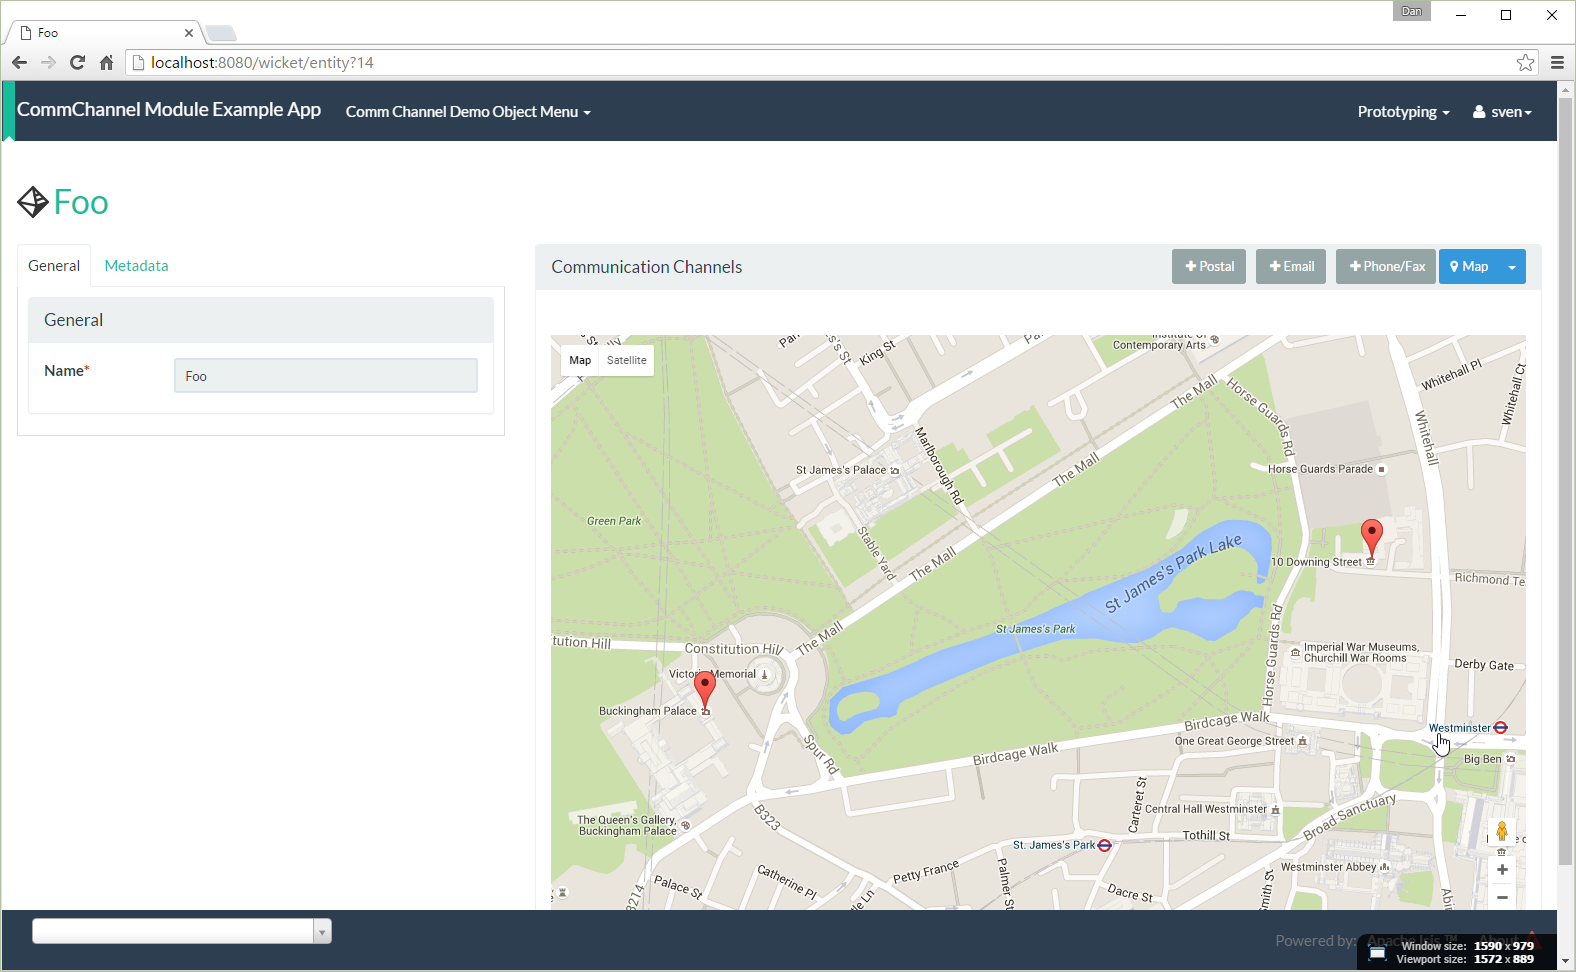 Dan
Foo
localhost:8080/wicket/entity?14
CommChannel Module Example App
Comm Channel Demo Object Menu
Prototyping
sven
Foo
General
Metadata
Communication Channels
Postal
Email
Phone/Fax
Map
General
Name*
Foo
Map
Satellite
King St
Contemporary Arts
The Mall
Horse Guards Rd
Whitehall Pl
Whitehall Ct
Whitehall
Marlborough Rd
St James's Palace
The Mall
Horse Guards Parade
Green Park
Stable Yard
The Mall
St James's Park Lake
10 Downing Street
Richmond Te
St James's Park
Horse Guards Rd
tution Hill
Constitution Hill
The Mall
Imperial War Museums,
Churchill War Rooms
Derby Gate
Memorial
Buckingham Palace
Birdcage Walk
Westminster
One Great George Street
Spur Rd
Birdcage Walk
Big Ben
B323
Carteret St
Central Hall Westminster
Broad Sanctuary
The Queen's Gallery,
Buckingham Palace
Tothill St
St. James's Park
Petty France
Westminster Abbey
Catherine Pl
Palace St
Palmer St
Dacre St
B214
Powered by:
Window size: 1590 x 979
Viewport size: 1572 x 889